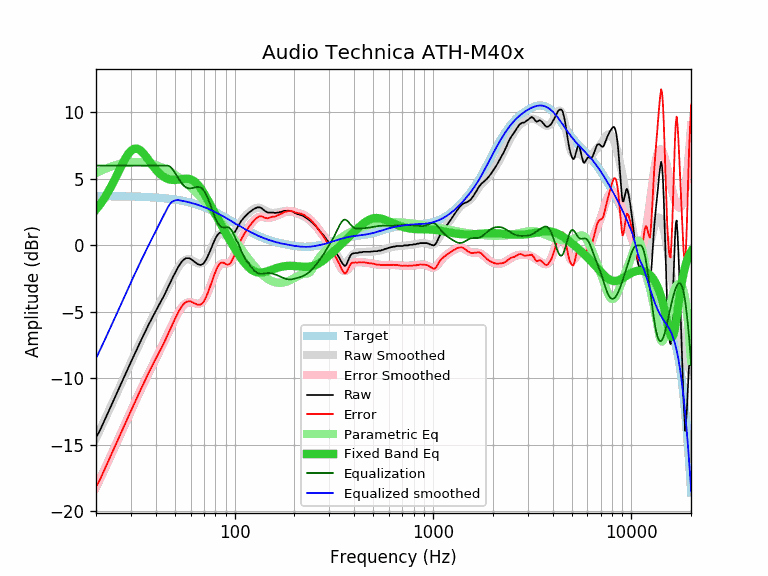 Audio Technica ATH-M40x
10
5
0
−5
−10
−15
−20
Amplitude (dBr)
Target
Raw Smoothed
Error Smoothed
Raw
Error
Parametric Eq
Fixed Band Eq
Equalization
Equalized smoothed
100
1000
10000
Frequency (Hz)